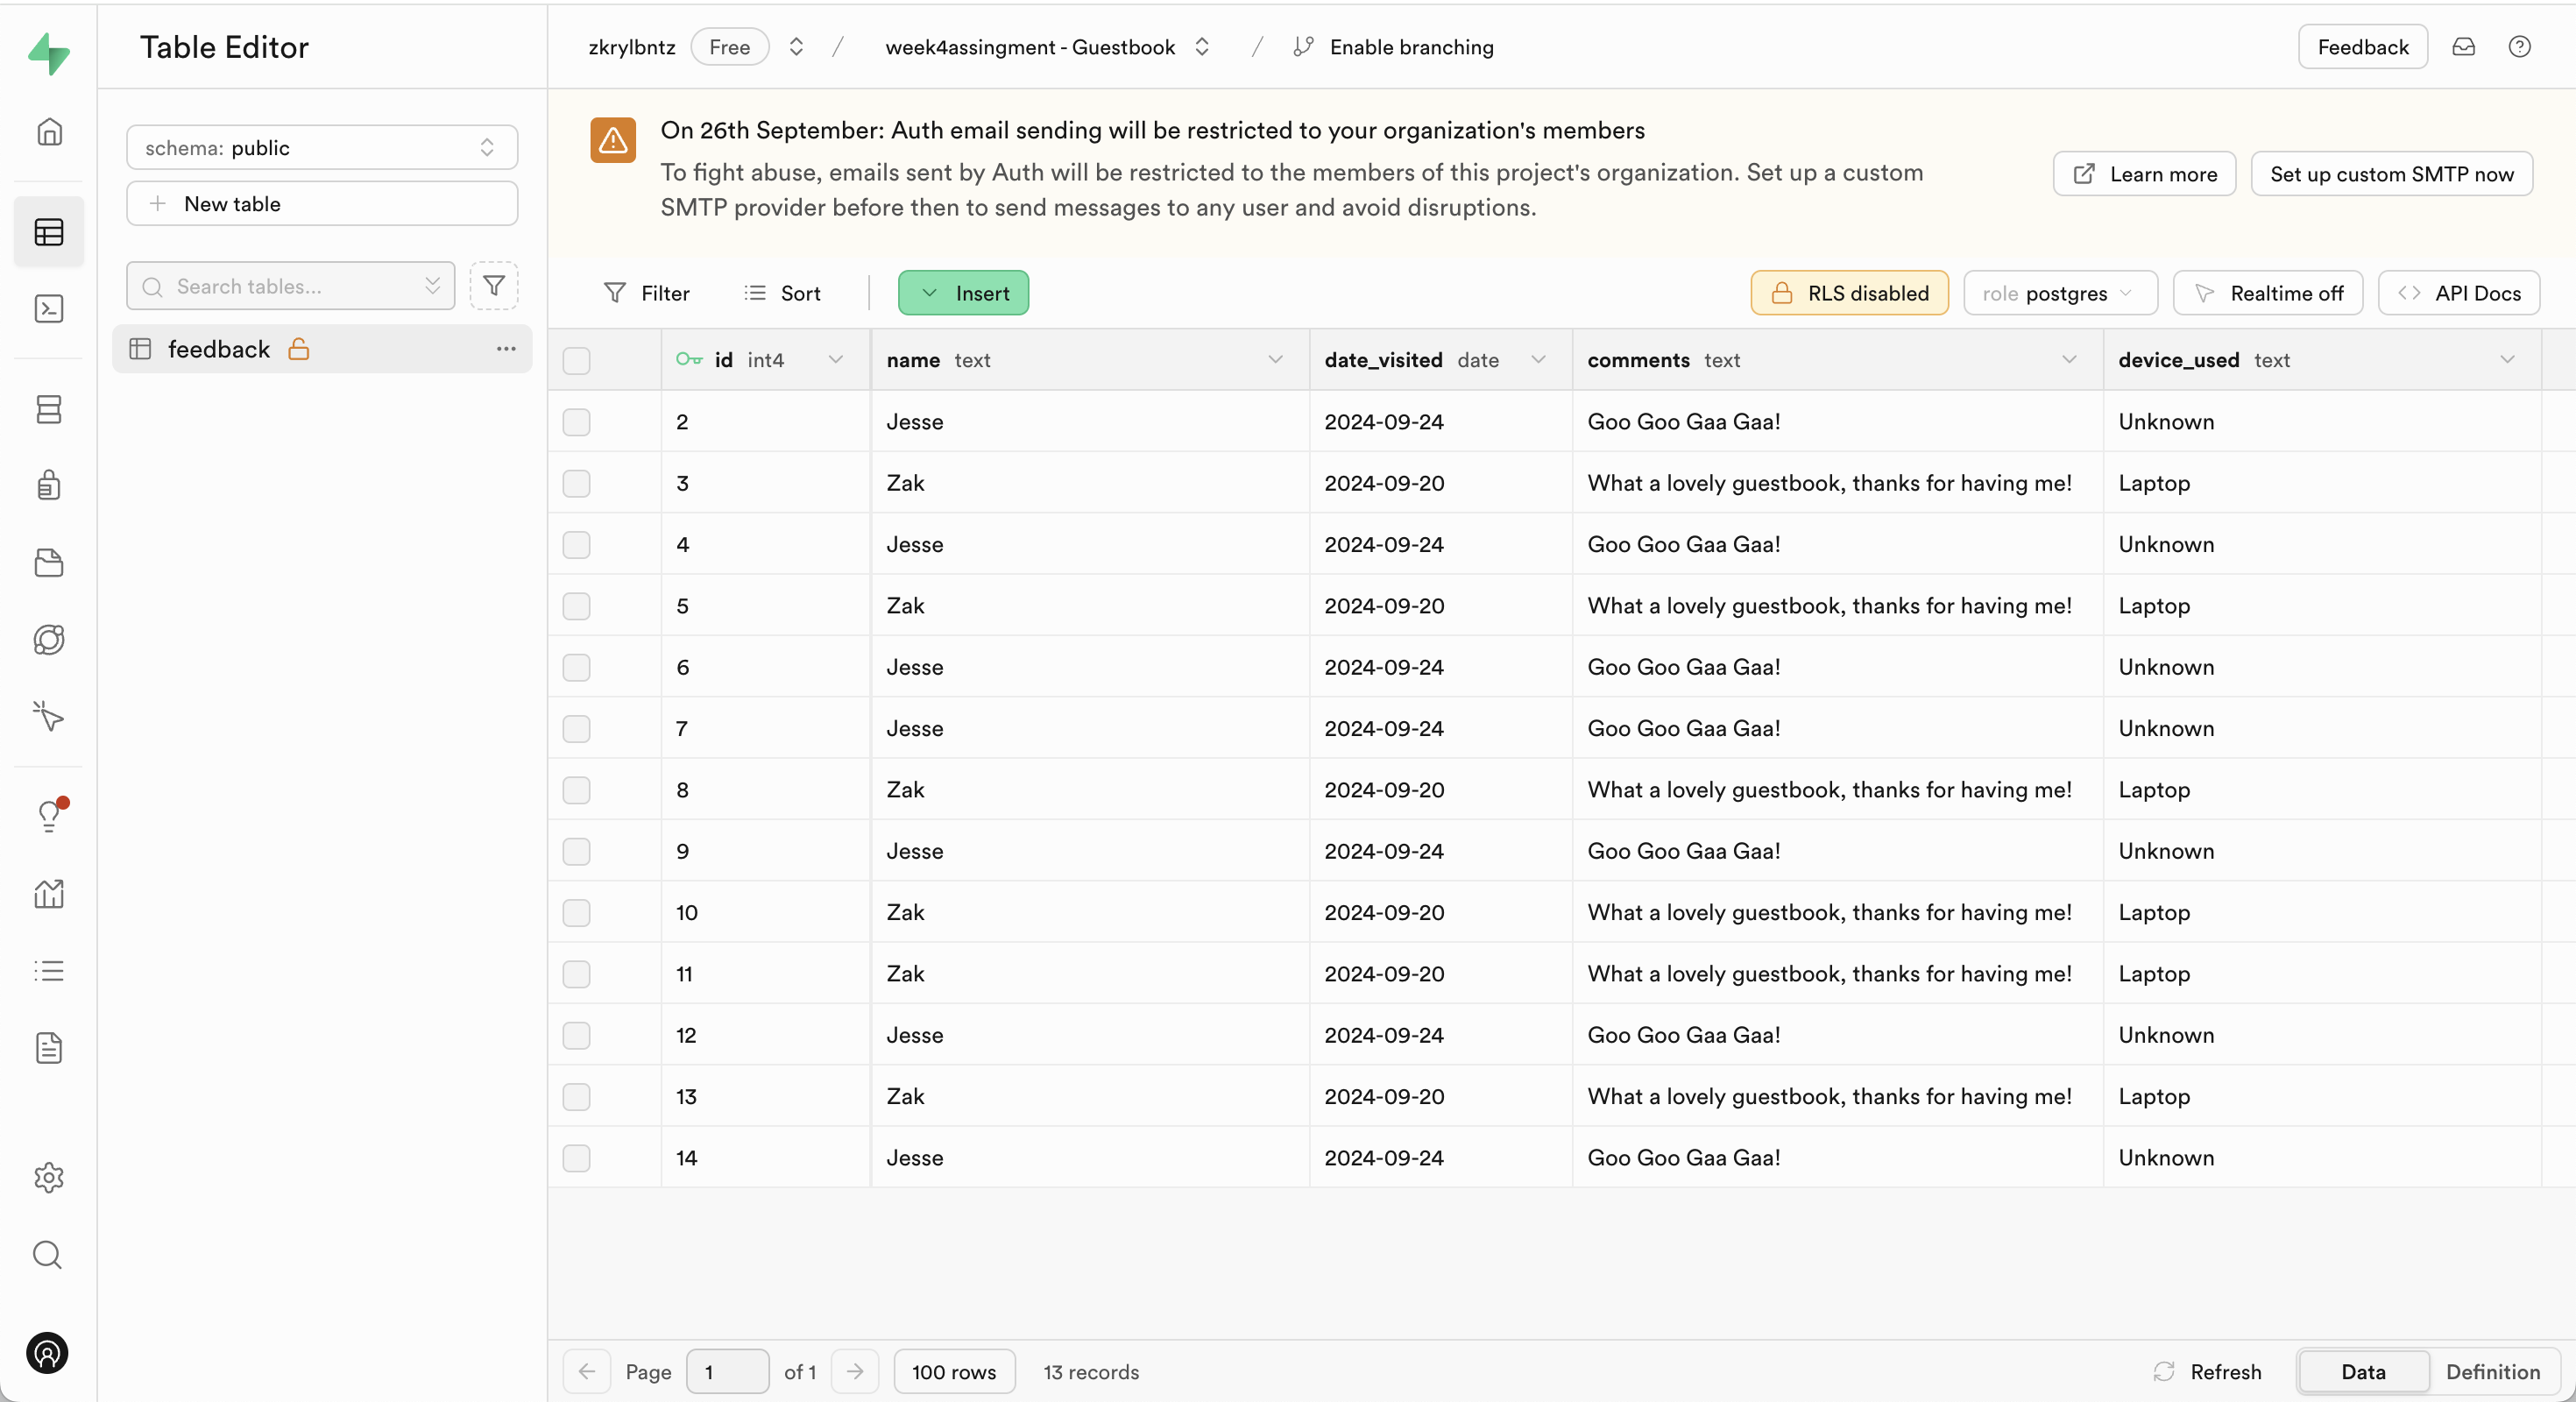 Table Editor
zkrylbntz Free / week4assingment - Guestbook / Enable branching
Feedback
schema: public
New table
Search tables...
feedback
On 26th September: Auth email sending will be restricted to your organization's members
To fight abuse, emails sent by Auth will be restricted to the members of this project's organization. Set up a custom
SMTP provider before then to send messages to any user and avoid disruptions.
Learn more
Set up custom SMTP now
Filter Sort Insert RLS disabled role postgres Realtime off API Docs
id int4 name text date_visited date comments text device_used text
2 Jesse 2024-09-24 Goo Goo Gaa Gaa! Unknown
3 Zak 2024-09-20 What a lovely guestbook, thanks for having me! Laptop
4 Jesse 2024-09-24 Goo Goo Gaa Gaa! Unknown
5 Zak 2024-09-20 What a lovely guestbook, thanks for having me! Laptop
6 Jesse 2024-09-24 Goo Goo Gaa Gaa! Unknown
7 Jesse 2024-09-24 Goo Goo Gaa Gaa! Unknown
8 Zak 2024-09-20 What a lovely guestbook, thanks for having me! Laptop
9 Jesse 2024-09-24 Goo Goo Gaa Gaa! Unknown
10 Zak 2024-09-20 What a lovely guestbook, thanks for having me! Laptop
11 Zak 2024-09-20 What a lovely guestbook, thanks for having me! Laptop
12 Jesse 2024-09-24 Goo Goo Gaa Gaa! Unknown
13 Zak 2024-09-20 What a lovely guestbook, thanks for having me! Laptop
14 Jesse 2024-09-24 Goo Goo Gaa Gaa! Unknown
Page 1 of 1 100 rows 13 records Refresh Data Definition